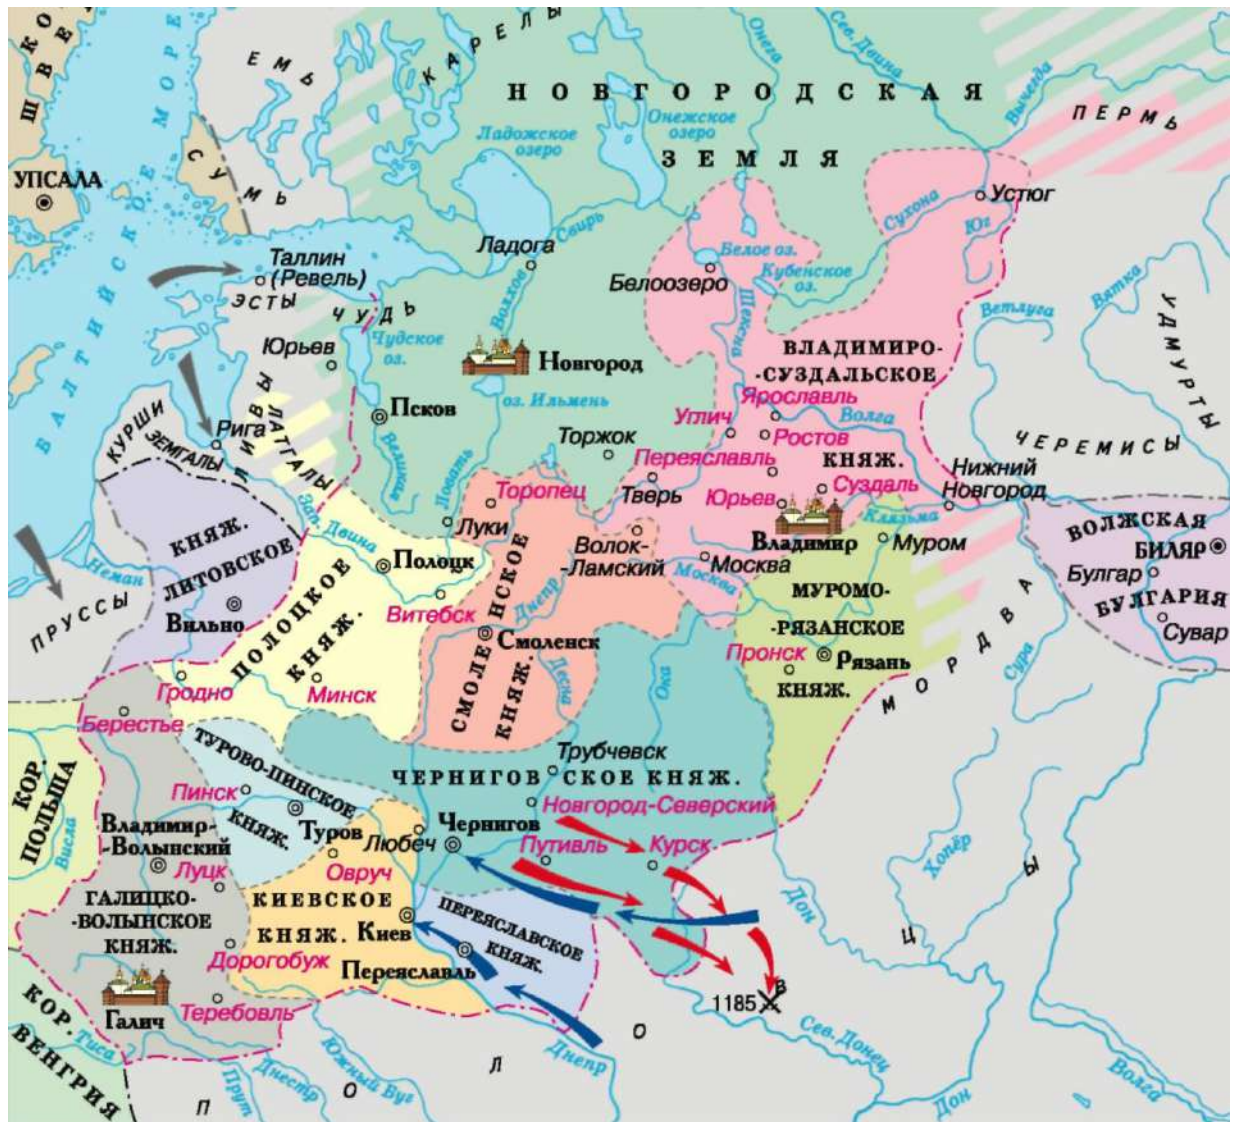 ШВЕ
КО
ЕМЬ
КАРЕЛЫ
Онега
Сев. Двина
Вычегда
НОВГОРОДСКАЯ
ЗЕМЛЯ
ПЕРМЬ
Ладожское
озеро
Онежское
озеро
УПСАЛА
СУМЬ
БАЛТИЙСКОЕ МОРЕ
Свирь
Сухона
Устюг
Юг
Таллин
(Ревель)
Ладога
Белое оз.
Белоозеро
Кубенское
оз.
ЭСТЫ
ЧУДЬ
Волхов
Шексна
Ветлуга
Вятка
УДМУРТЫ
Чудское
оз.
Юрьев
Новгород
ВЛАДИМИРО-
-СУЗДАЛЬСКОЕ
КНЯЖ.
оз. Ильмень
Псков
Ярославль
Углич
Волга
Ростов
КУРШИ
ЗЕМГАЛЫ
Рига
ЛИВЫ
ЛАТГАЛЫ
Великая
Ловать
Торжок
Переяславль
Тверь
Юрьев
Суздаль
ЧЕРЕМИСЫ
Нижний
Новгород
Торопец
Луки
Зап. Двина
Клязьма
Владимир
Муром
ВОЛЖСКАЯ
БИЛЯР
Булгар
БУЛГАРИЯ
Сувар
КНЯЖ.
ЛИТОВСКОЕ
Неман
Вильно
ПРУССЫ
Полоцк
Витебск
ПОЛОЦКОЕ
КНЯЖ.
Волок-
-Ламский
Москва
Москва
Днепр
Смоленск
СМОЛЕНСКОЕ
КНЯЖ.
МУРОМО-
-РЯЗАНСКОЕ
Пронск
Рязань
КНЯЖ.
МОРДВА
Сура
Гродно
Минск
Десна
Ока
Берестье
КОР.
ПОЛЬША
Висла
ТУРОВО-ПИНСКОЕ
КНЯЖ.
Пинск
Туров
Трубчевск
ЧЕРНИГОВСКОЕ КНЯЖ.
Новгород-Северский
Владимир-
-Волынский
Луцк
Любеч
Чернигов
Овруч
Путивль
Курск
Хопёр
Дон
ГАЛИЦКО-
-ВОЛЫНСКОЕ
КНЯЖ.
КИЕВСКОЕ
КНЯЖ.
Киев
ПЕРЕЯСЛАВСКОЕ
КНЯЖ.
Переяславль
Дорогобуж
Теребовль
Галич
1185
КОР.
ВЕНГРИЯ
Тиса
Прут
Днестр
Южный Буг
Днепр
Сев. Донец
Дон
Волга
ПОЛОВЦЫ